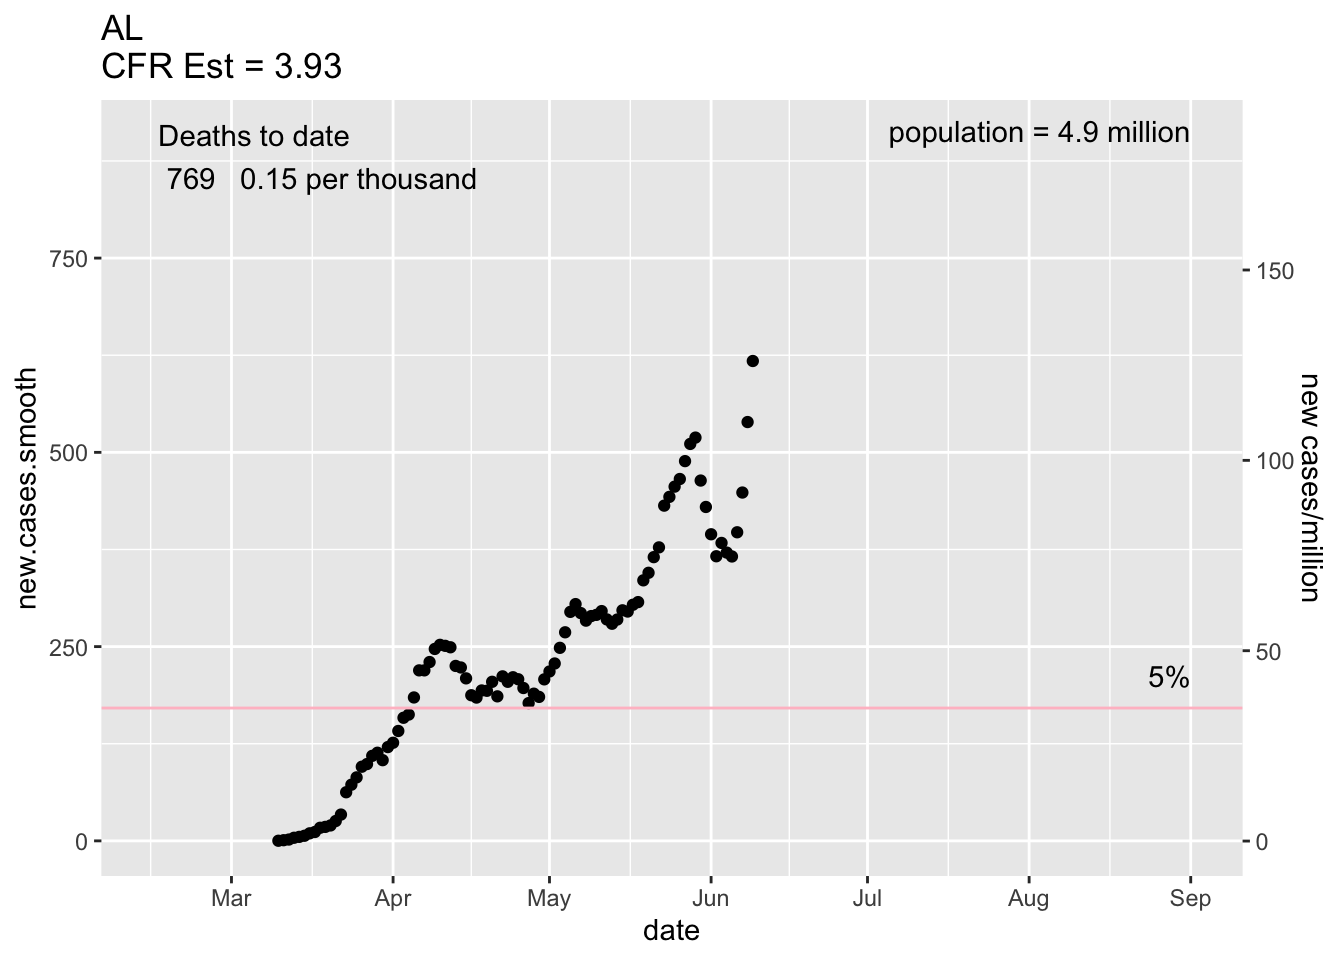 AL
CFR Est = 3.93
Deaths to date
769 0.15 per thousand
population = 4.9 million
750
500
250
0
new.cases.smooth
150
100
50
0
new cases/million
5%
Mar Apr May Jun Jul Aug Sep
date